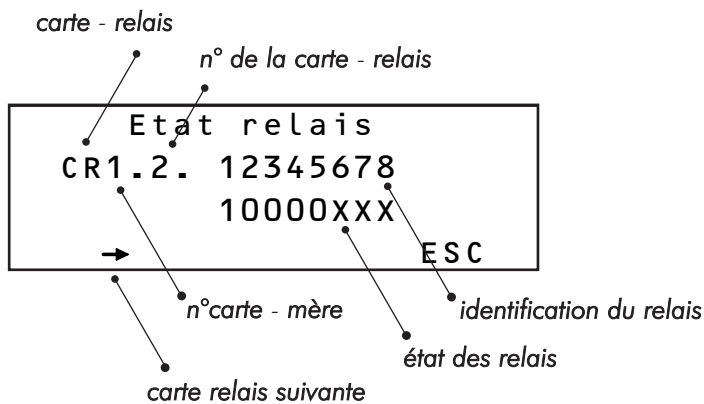 carte - relais
n° de la carte - relais
Etat relais
CR1.2. 12345678
10000XXX
→ ESC
n°carte - mère
identification du relais
état des relais
carte relais suivante